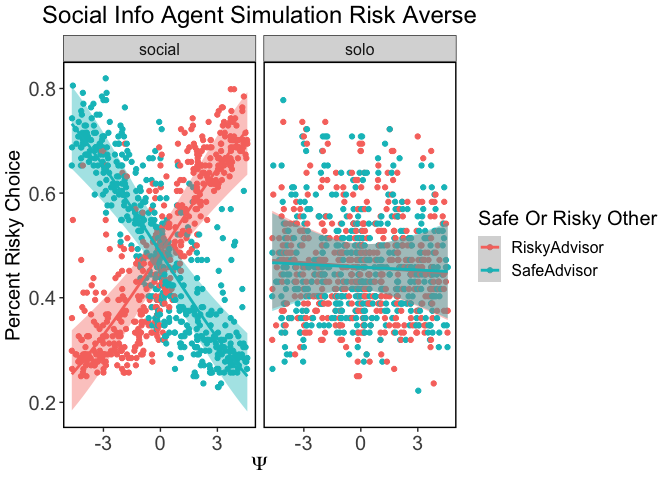 Social Info Agent Simulation Risk Averse
social
solo
Percent Risky Choice
0.8
0.6
0.4
0.2
-3 0 3
-3 0 3
Ψ
Safe Or Risky Other
RiskyAdvisor
SafeAdvisor